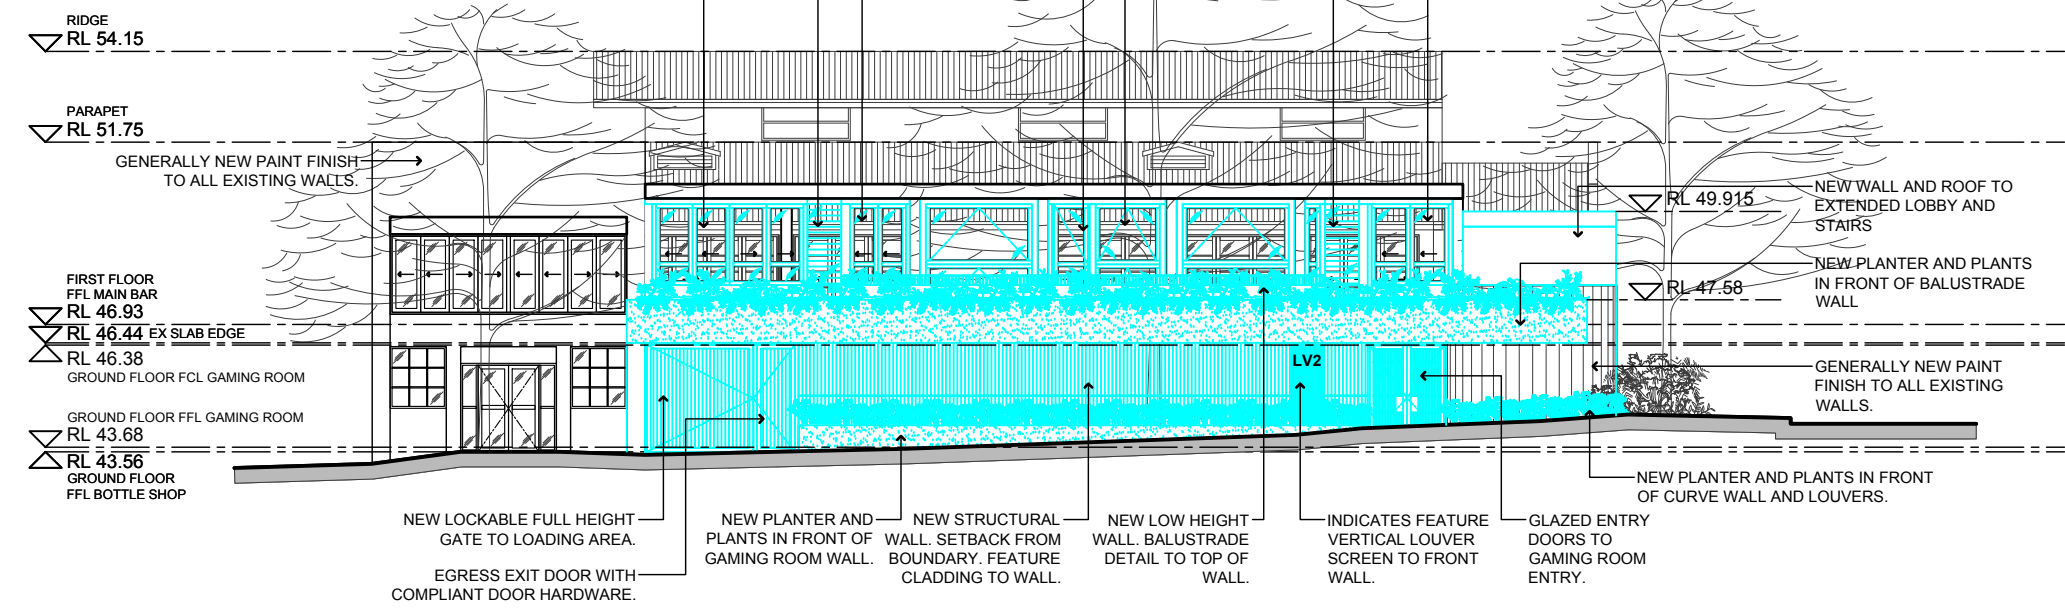 RIDGE
RL 54.15
PARAPET
RL 51.75
GENERALLY NEW PAINT FINISH
TO ALL EXISTING WALLS.
FIRST FLOOR
FFL MAIN BAR
RL 46.93
RL 46.44 EX SLAB EDGE
RL 46.38
GROUND FLOOR FCL GAMING ROOM
GROUND FLOOR FFL GAMING ROOM
RL 43.68
RL 43.56
GROUND FLOOR
FFL BOTTLE SHOP
RL 49.915
NEW WALL AND ROOF TO
EXTENDED LOBBY AND
STAIRS
NEW PLANTER AND PLANTS
IN FRONT OF BALUSTRADE
WALL
RL 47.58
LV2
GENERALLY NEW PAINT
FINISH TO ALL EXISTING
WALLS.
NEW PLANTER AND PLANTS IN FRONT
OF CURVE WALL AND LOUVERS.
NEW LOCKABLE FULL HEIGHT
GATE TO LOADING AREA.
EGRESS EXIT DOOR WITH
COMPLIANT DOOR HARDWARE.
NEW PLANTER AND
PLANTS IN FRONT OF
GAMING ROOM WALL.
NEW STRUCTURAL
WALL. SETBACK FROM
BOUNDARY. FEATURE
CLADDING TO WALL.
NEW LOW HEIGHT
WALL. BALUSTRADE
DETAIL TO TOP OF
WALL.
INDICATES FEATURE
VERTICAL LOUVER
SCREEN TO FRONT
WALL.
GLAZED ENTRY
DOORS TO
GAMING ROOM
ENTRY.